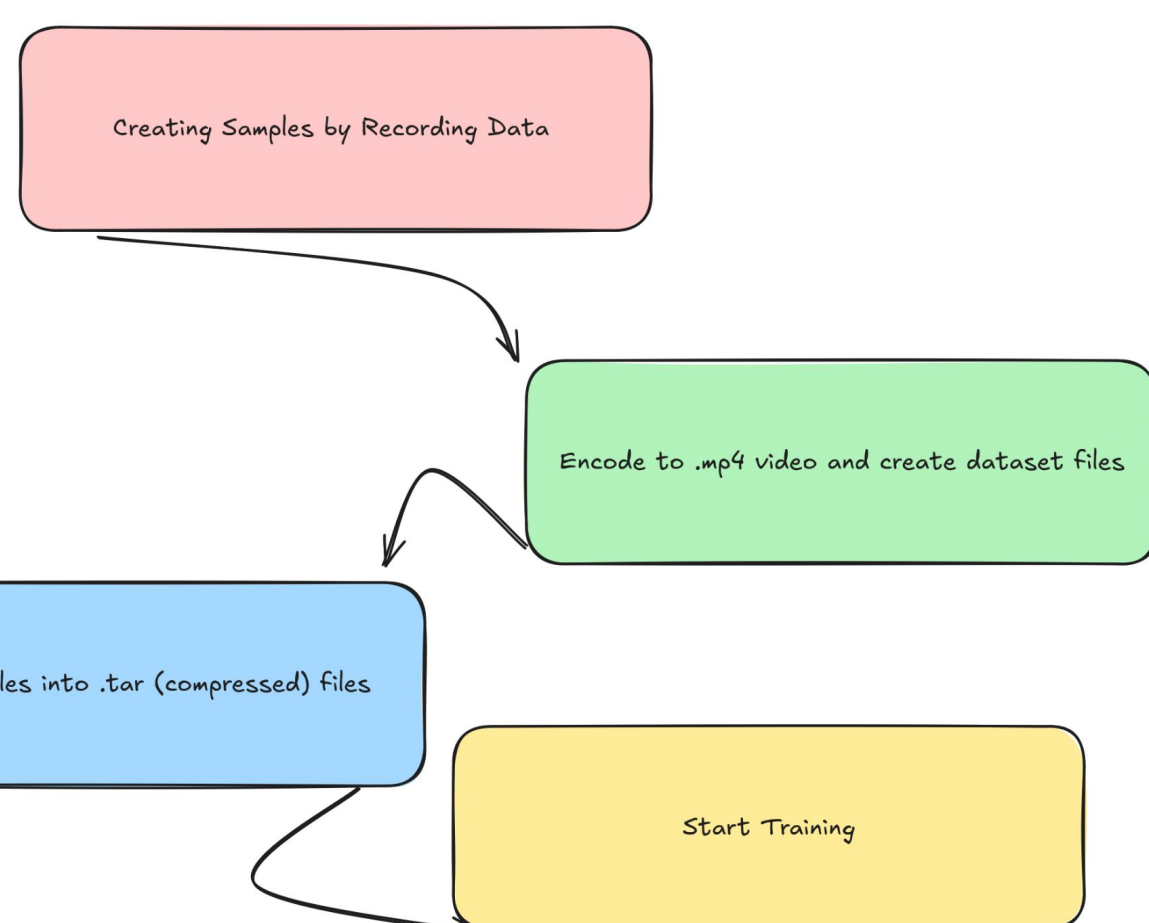 Creating Samples by Recording Data
Encode to .mp4 video and create dataset files
into .tar (compressed) files
Start Training